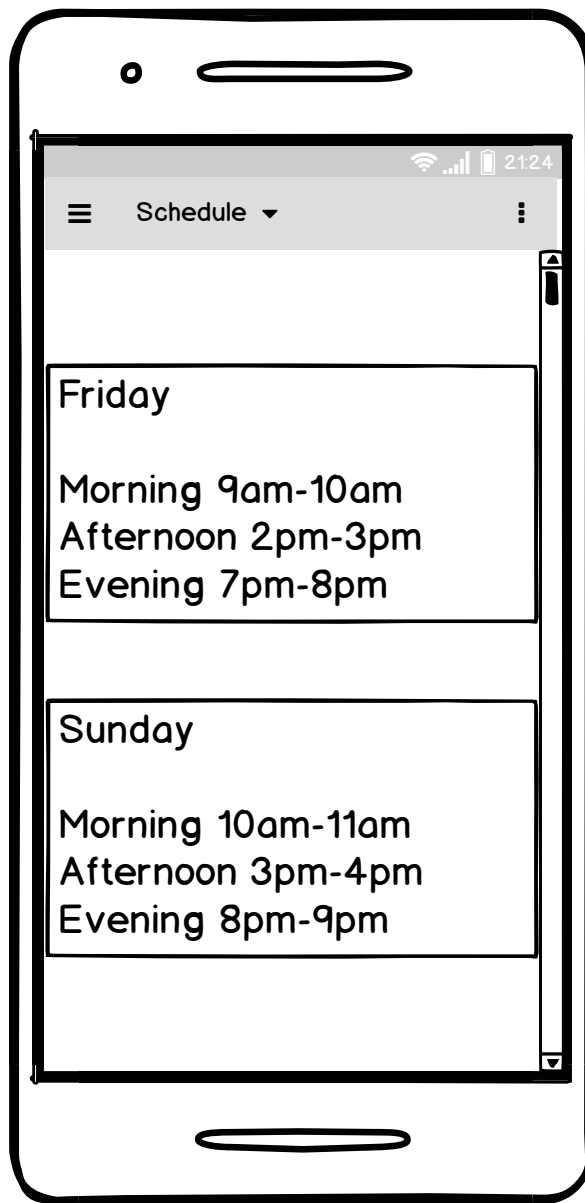 21:24
Schedule
Friday
Morning 9am-10am
Afternoon 2pm-3pm
Evening 7pm-8pm
Sunday
Morning 10am-11am
Afternoon 3pm-4pm
Evening 8pm-9pm